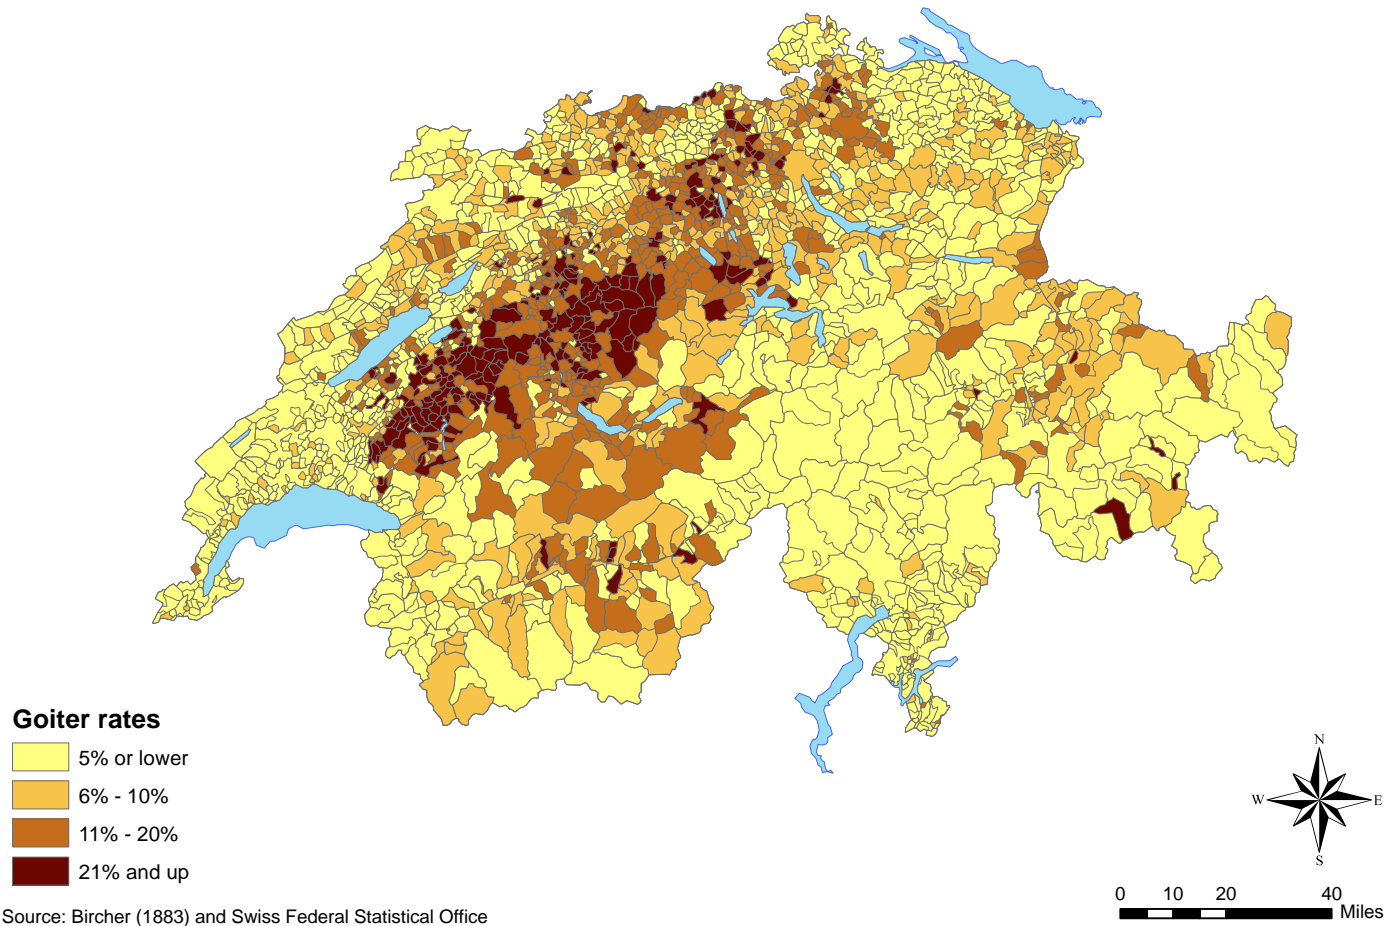 Goiter rates
5% or lower
6% - 10%
11% - 20%
21% and up
Source: Bircher (1883) and Swiss Federal Statistical Office
N
W E
S
0 10 20 40
Miles